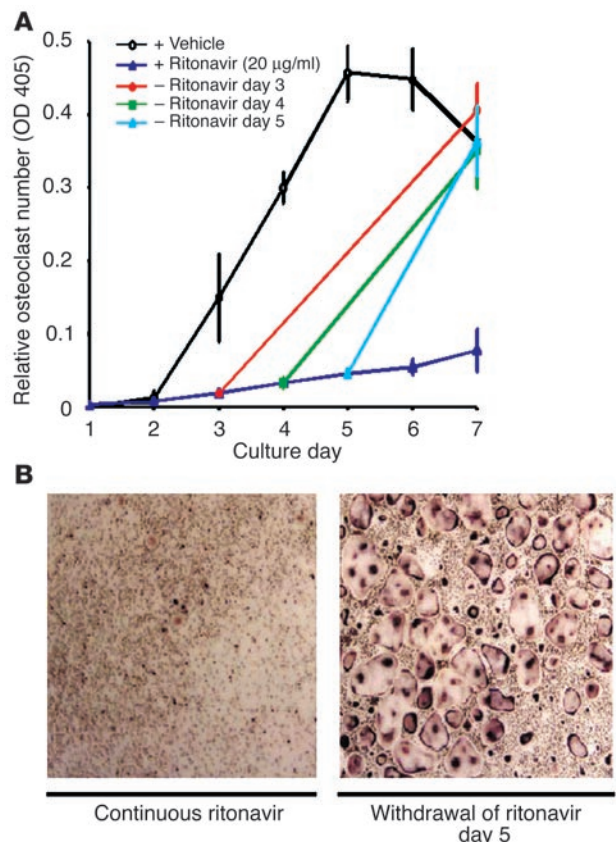 A
+ Vehicle
+ Ritonavir (20 μg/ml)
– Ritonavir day 3
– Ritonavir day 4
– Ritonavir day 5
Relative osteoclast number (OD 405)
0.5
0.4
0.3
0.2
0.1
0
1 2 3 4 5 6 7
Culture day
B
Continuous ritonavir
Withdrawal of ritonavir
day 5